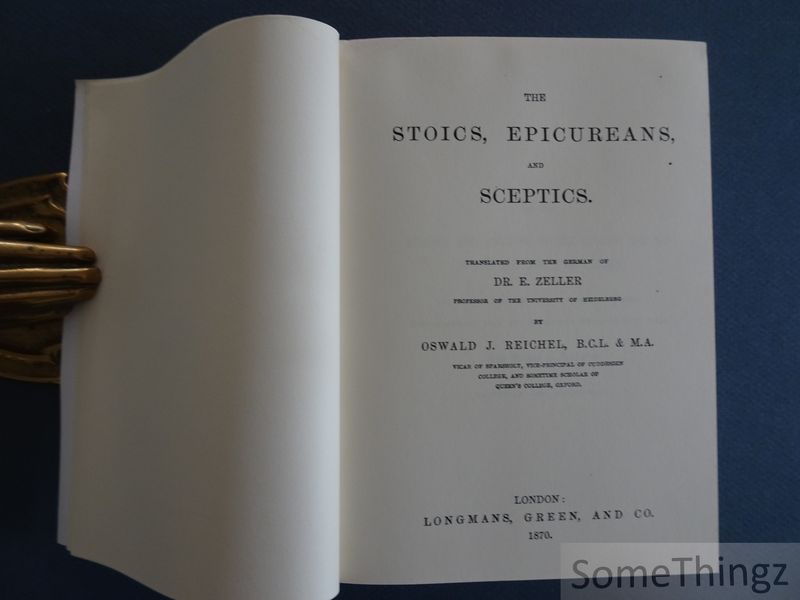 THE
STOICS, EPICUREANS,
AND
SCEPTICS.
TRANSLATED FROM THE GERMAN OF
DR. E. ZELLER
PROFESSOR OF THE UNIVERSITY OF HEIDELBERG
BY
OSWALD J. REICHEL, B.C.L. & M.A.
VICAR OF SPARSHOLT, VICE-PRINCIPAL OF CUDDESDEN
COLLEGE, AND SOMETIME SCHOLAR OF
QUEEN'S COLLEGE, OXFORD.
LONDON:
LONGMANS, GREEN, AND CO.
1870.
SomeThingz